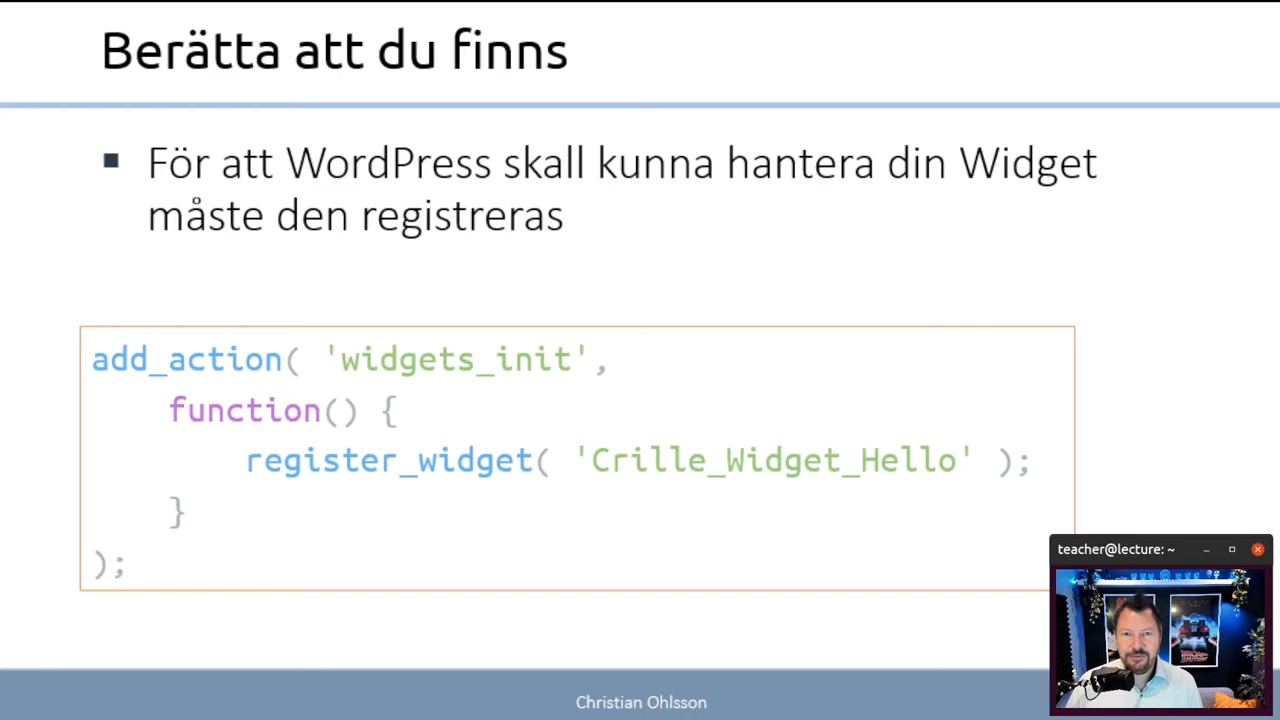 Berätta att du finns
För att WordPress skall kunna hantera din Widget
måste den registreras
add_action( 'widgets_init',
function() {
register_widget( 'Crille_Widget_Hello' );
}
);
teacher@lecture: ~
Christian Ohlsson